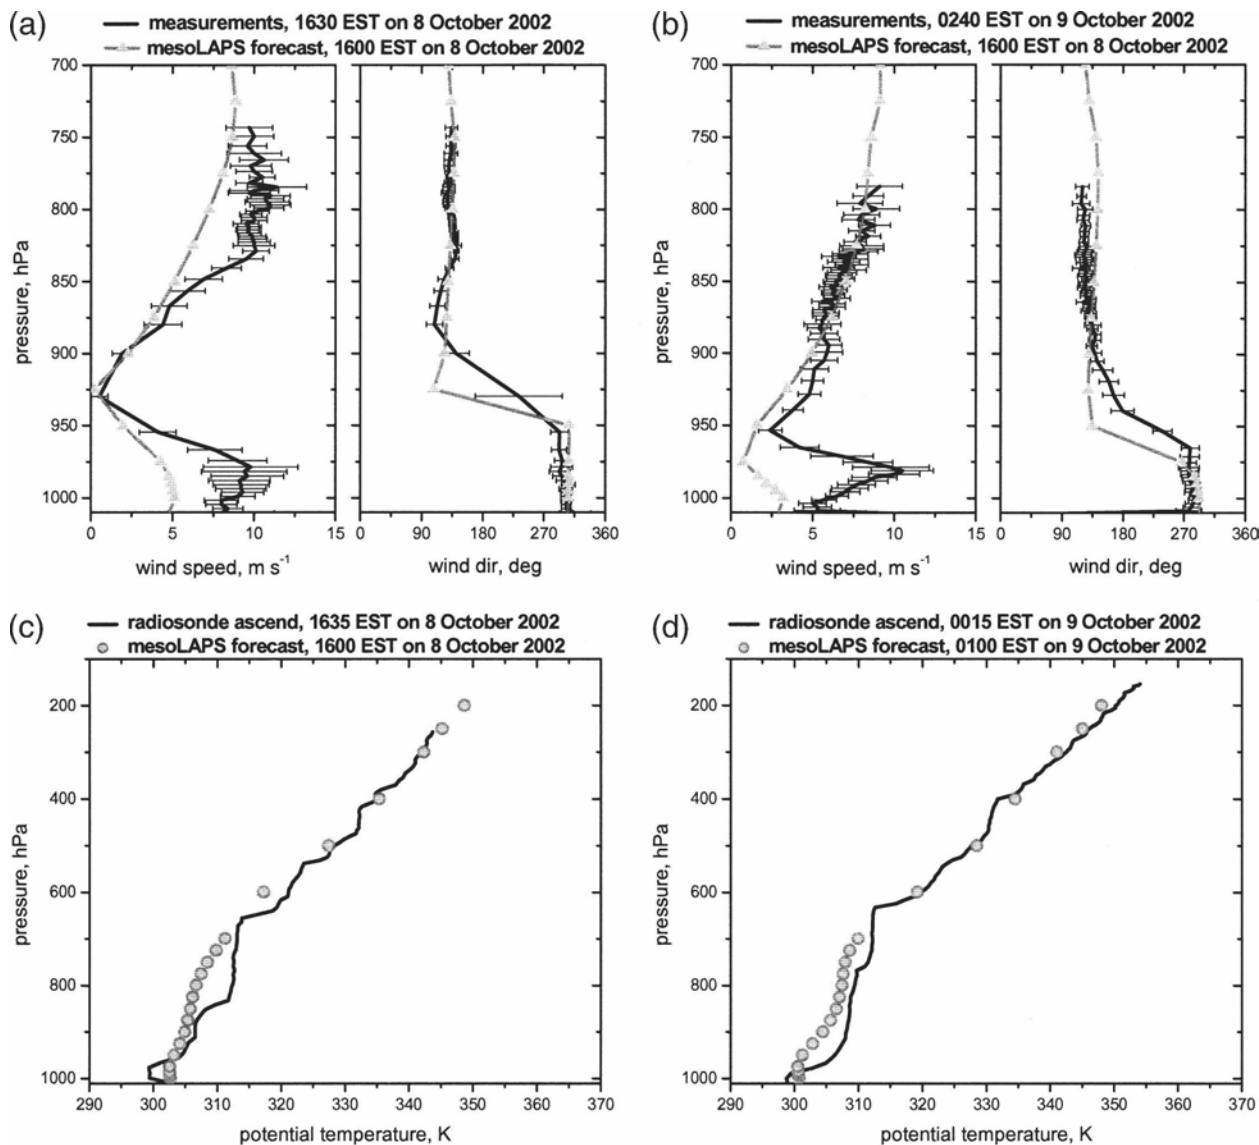 (a)
measurements, 1630 EST on 8 October 2002
mesoLAPS forecast, 1600 EST on 8 October 2002
700
750
800
850
900
950
1000
pressure, hPa
0 5 10 15
wind speed, m s⁻¹
0 90 180 270 360
wind dir, deg
(b)
measurements, 0240 EST on 9 October 2002
mesoLAPS forecast, 1600 EST on 8 October 2002
700
750
800
850
900
950
1000
pressure, hPa
0 5 10 15
wind speed, m s⁻¹
0 90 180 270 360
wind dir, deg
(c)
radiosonde ascend, 1635 EST on 8 October 2002
mesoLAPS forecast, 1600 EST on 8 October 2002
200
400
600
800
1000
pressure, hPa
290 300 310 320 330 340 350 360 370
potential temperature, K
(d)
radiosonde ascend, 0015 EST on 9 October 2002
mesoLAPS forecast, 0100 EST on 9 October 2002
200
400
600
800
1000
pressure, hPa
290 300 310 320 330 340 350 360 370
potential temperature, K